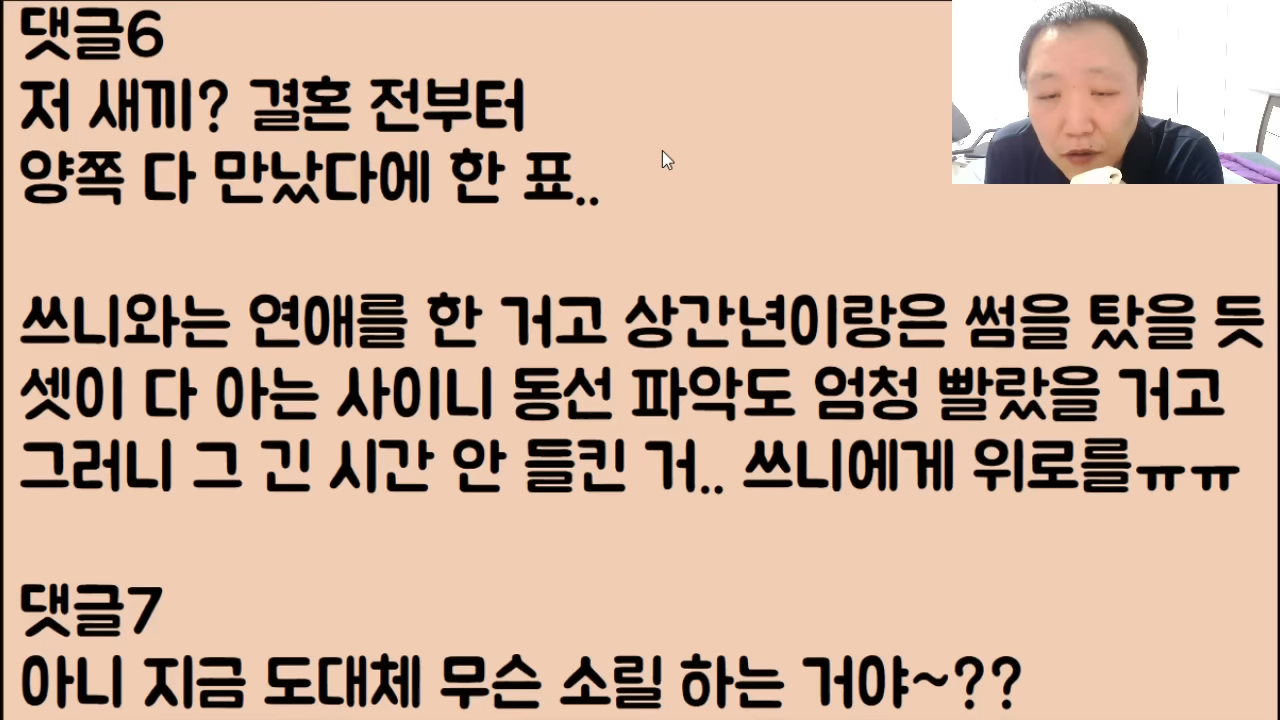 댓글6
저 새끼? 결혼 전부터
양쪽 다 만났다에 한 표..
쓰니와는 연애를 한 거고 상간년이랑은 썸을 탔을 듯
셋이 다 아는 사이니 동선 파악도 엄청 빨랐을 거고
그러니 그 긴 시간 안 들킨 거.. 쓰니에게 위로를ㅠㅠ
댓글7
아니 지금 도대체 무슨 소릴 하는 거야~??